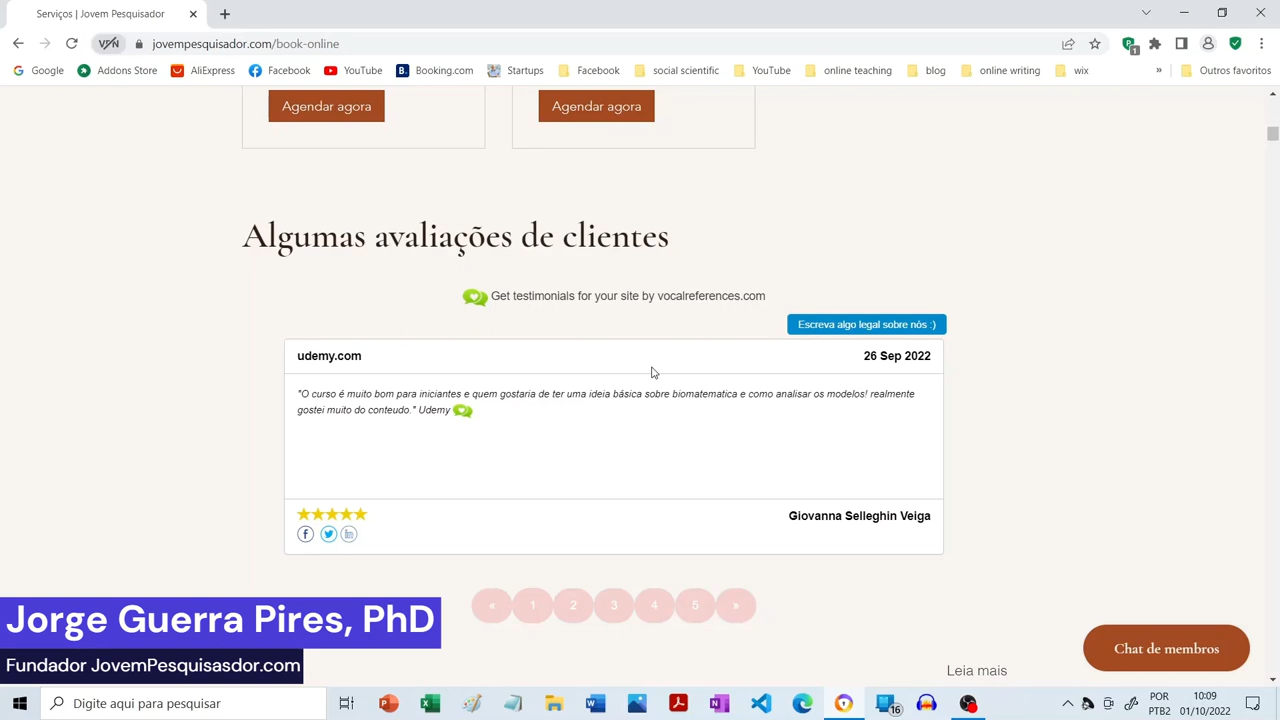 Serviços | Jovem Pesquisador
jovempesquisador.com/book-online
Google Addons Store AliExpress Facebook YouTube Booking.com Startups Facebook social scientific YouTube online teaching blog online writing wix » Outros favoritos
Agendar agora Agendar agora
Algumas avaliações de clientes
Get testimonials for your site by vocalreferences.com
Escreva algo legal sobre nós :)
udemy.com 26 Sep 2022
"O curso é muito bom para iniciantes e quem gostaria de ter uma ideia básica sobre biomatematica e como analisar os modelos! realmente
gostei muito do conteudo." Udemy
Giovanna Selleghin Veiga
« 1 2 3 4 5 »
Jorge Guerra Pires, PhD
Fundador JovemPesquisasdor.com
Chat de membros
Leia mais
Digite aqui para pesquisar
16
POR 10:09
PTB2 01/10/2022